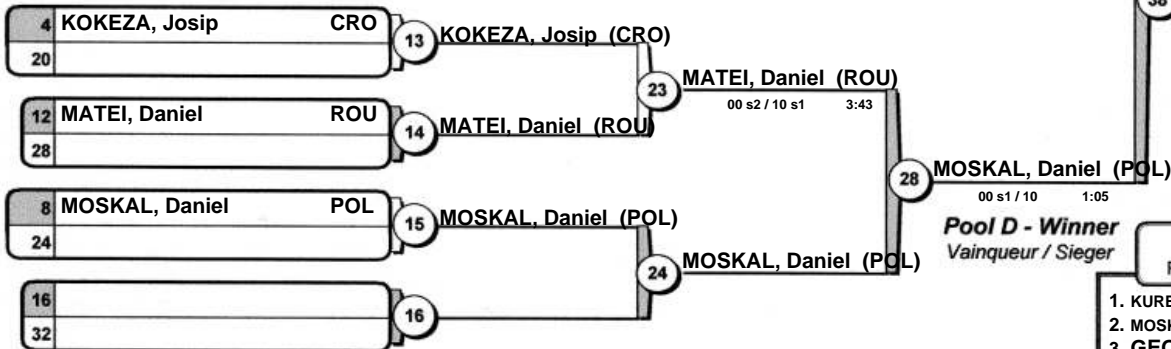 38
4 KOKEZA, Josip CRO
20
13 KOKEZA, Josip (CRO)
23 MATEI, Daniel (ROU)
00 s2 / 10 s1 3:43
12 MATEI, Daniel ROU
28
14 MATEI, Daniel (ROU)
28 MOSKAL, Daniel (POL)
00 s1 / 10 1:05
8 MOSKAL, Daniel POL
24
15 MOSKAL, Daniel (POL)
Pool D - Winner
Vainqueur / Sieger
24 MOSKAL, Daniel (POL)
16
32
16
1. KURE
2. MOSK
3. GEO